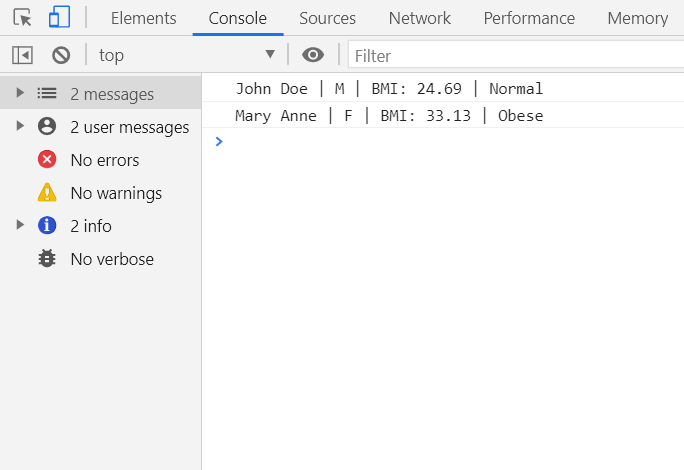 Elements Console Sources Network Performance Memory
top Filter
2 messages
2 user messages
No errors
No warnings
2 info
No verbose
John Doe | M | BMI: 24.69 | Normal
Mary Anne | F | BMI: 33.13 | Obese